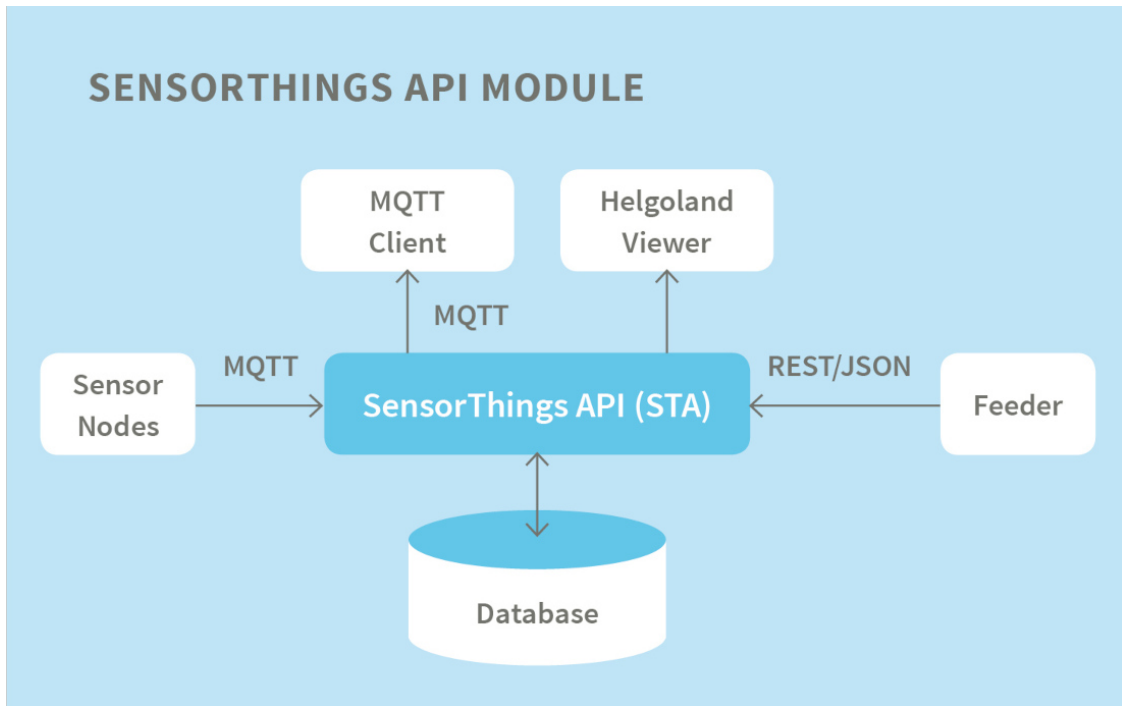 SENSORTHINGS API MODULE
MQTT
Client
Helgoland
Viewer
MQTT
Sensor
Nodes
MQTT
SensorThings API (STA)
REST/JSON
Feeder
Database